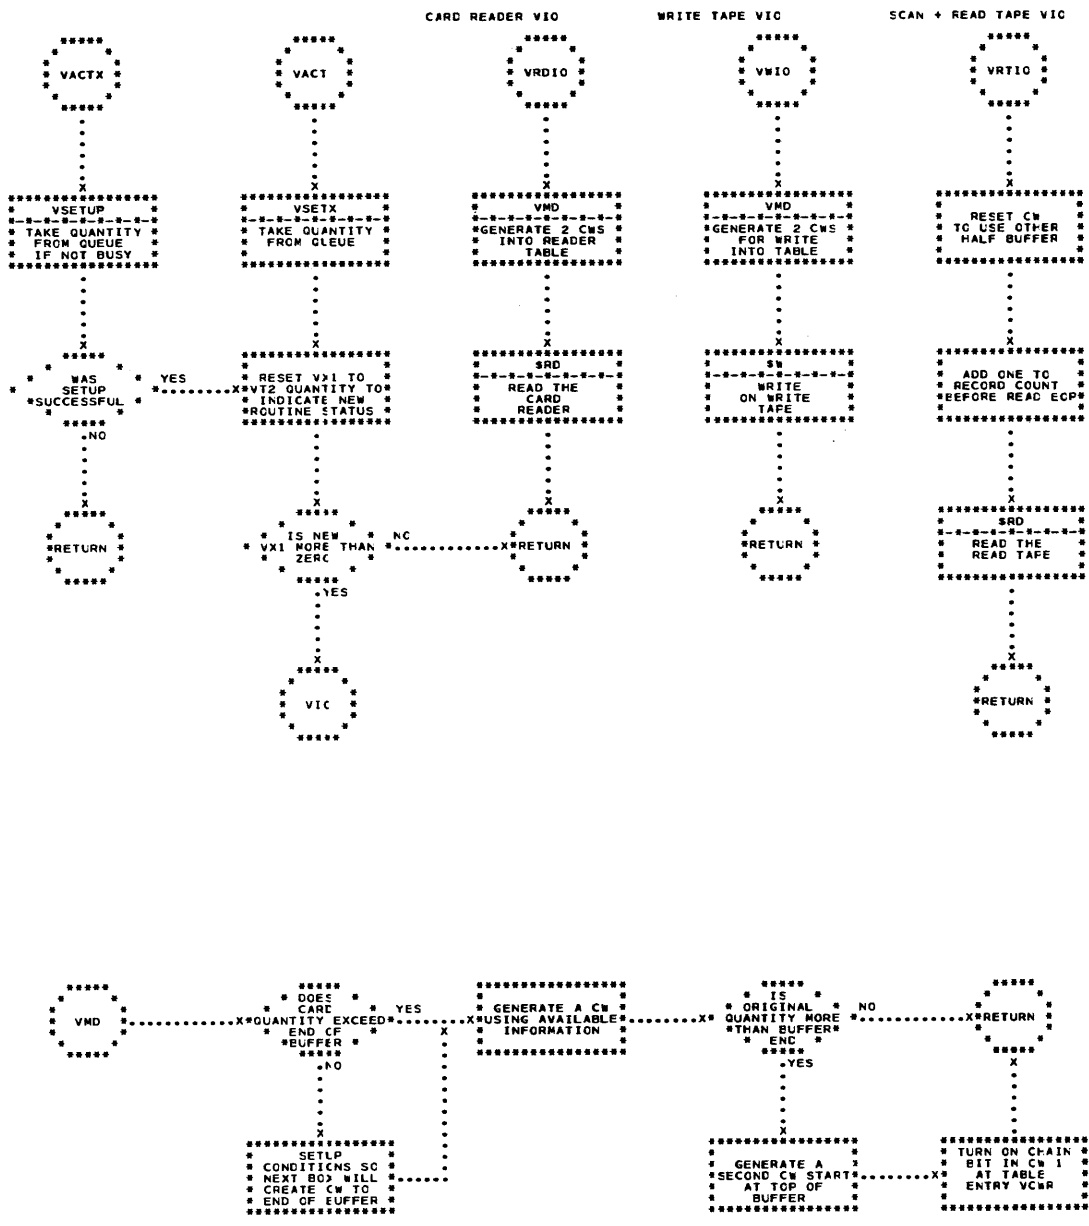 CARD READER VIO
WRITE TAPE VIO
SCAN + READ TAPE VIO
VACTX
VACT
VRDIO
VWIO
VRTIO
VSETUP
TAKE QUANTITY
FROM QUEUE
IF NOT BUSY
VSETX
TAKE QUANTITY
FROM QUEUE
VMD
GENERATE 2 CWS
INTO READER
TABLE
VMD
GENERATE 2 CWS
FOR WRITE
INTO TABLE
RESET CW
TO USE OTHER
HALF BUFFER
WAS
SETUP
SUCCESSFUL
YES
NO
RESET VX1 TO
VT2 QUANTITY TO
INDICATE NEW
ROUTINE STATUS
$RD
READ THE
CARD
READER
$W
WRITE
ON WRITE
TAPE
ADD ONE TO
RECORD COUNT
BEFORE READ EOP
RETURN
IS NEW
VX1 MORE THAN
ZERO
NO
YES
RETURN
RETURN
$RD
READ THE
READ TAPE
VIO
RETURN
VMD
DOES
CARD
QUANTITY EXCEED
END OF
BUFFER
YES
NO
GENERATE A CW
USING AVAILABLE
INFORMATION
IS
ORIGINAL
QUANTITY MORE
THAN BUFFER
END
NO
YES
RETURN
SETUP
CONDITIONS SO
NEXT BOX WILL
CREATE CW TO
END OF BUFFER
GENERATE A
SECOND CW START
AT TOP OF
BUFFER
TURN ON CHAIN
BIT IN CW 1
AT TABLE
ENTRY VCWR